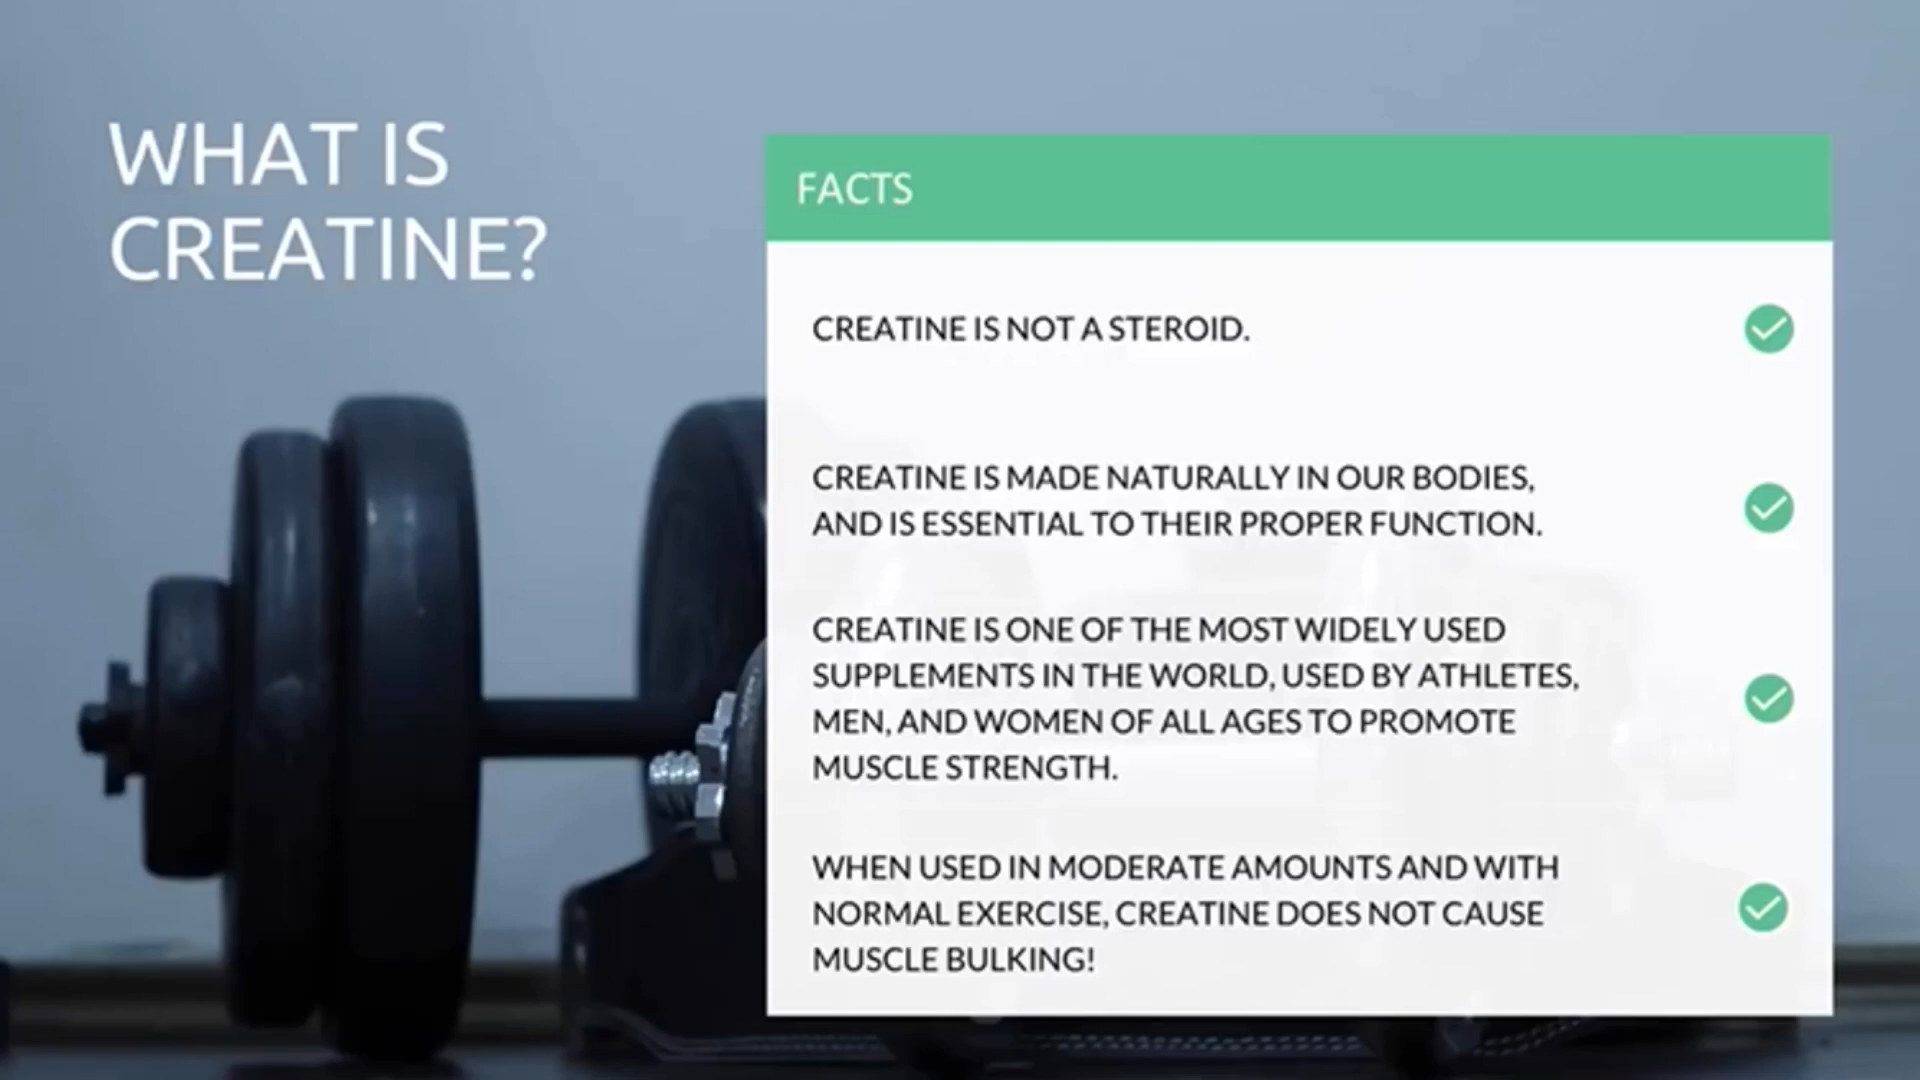 WHAT IS
CREATINE?
FACTS
CREATINE IS NOT A STEROID.
CREATINE IS MADE NATURALLY IN OUR BODIES,
AND IS ESSENTIAL TO THEIR PROPER FUNCTION.
CREATINE IS ONE OF THE MOST WIDELY USED
SUPPLEMENTS IN THE WORLD, USED BY ATHLETES,
MEN, AND WOMEN OF ALL AGES TO PROMOTE
MUSCLE STRENGTH.
WHEN USED IN MODERATE AMOUNTS AND WITH
NORMAL EXERCISE, CREATINE DOES NOT CAUSE
MUSCLE BULKING!